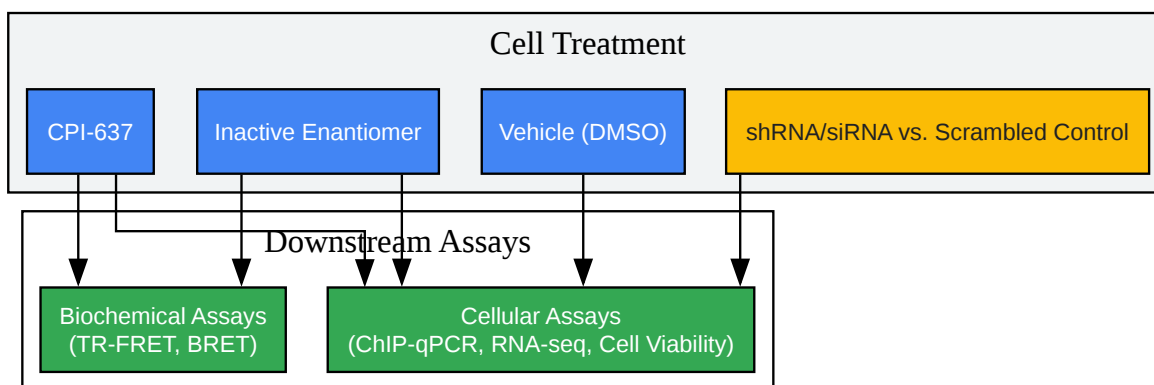 Cell Treatment
CPI-637
Inactive Enantiomer
Vehicle (DMSO)
shRNA/siRNA vs. Scrambled Control
Downstream Assays
Biochemical Assays
(TR-FRET, BRET)
Cellular Assays
(ChIP-qPCR, RNA-seq, Cell Viability)